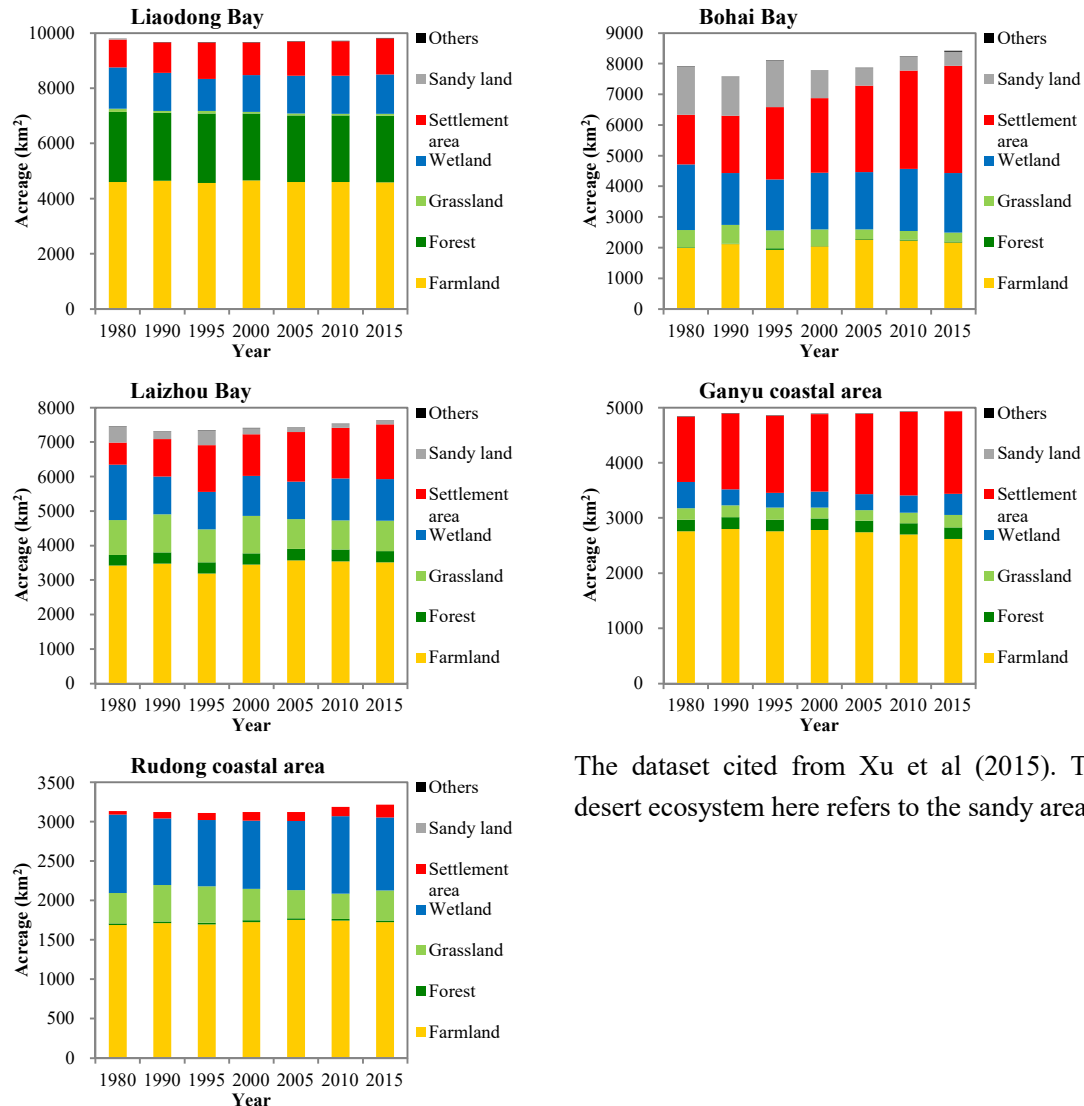 Liaodong Bay
10000
8000
6000
4000
2000
0
Acreage (km²)
1980 1990 1995 2000 2005 2010 2015
Year
Others
Sandy land
Settlement
area
Wetland
Grassland
Forest
Farmland
Bohai Bay
9000
8000
7000
6000
5000
4000
3000
2000
1000
0
Acreage (km²)
1980 1990 1995 2000 2005 2010 2015
Year
Others
Sandy land
Settlement
area
Wetland
Grassland
Forest
Farmland
Laizhou Bay
8000
7000
6000
5000
4000
3000
2000
1000
0
Acreage (km²)
1980 1990 1995 2000 2005 2010 2015
Year
Others
Sandy land
Settlement
area
Wetland
Grassland
Forest
Farmland
Ganyu coastal area
5000
4000
3000
2000
1000
0
Acreage (km²)
1980 1990 1995 2000 2005 2010 2015
Year
Others
Sandy land
Settlement
area
Wetland
Grassland
Forest
Farmland
Rudong coastal area
3500
3000
2500
2000
1500
1000
500
0
Acreage (km²)
1980 1990 1995 2000 2005 2010 2015
Year
Others
Sandy land
Settlement
area
Wetland
Grassland
Forest
Farmland
The dataset cited from Xu et al (2015). T
desert ecosystem here refers to the sandy area